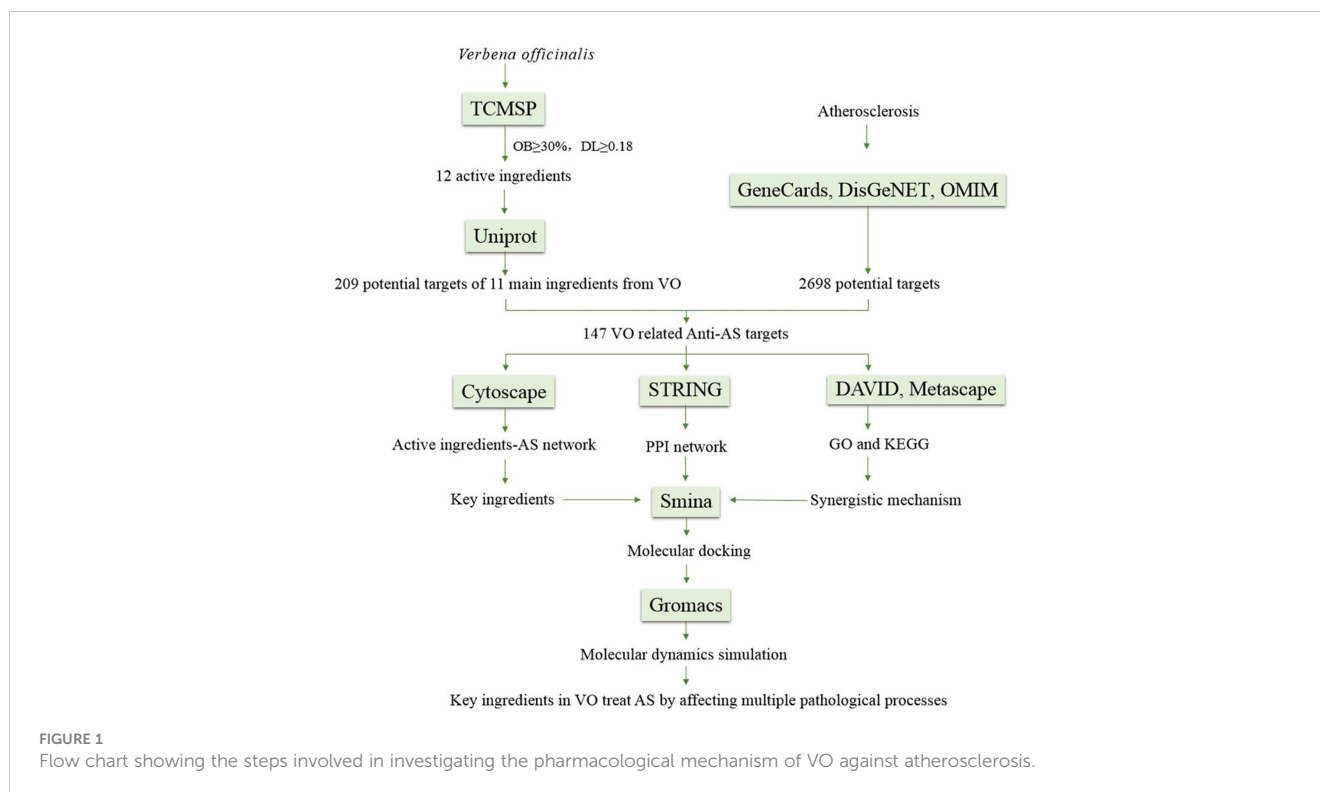 Verbena officinalis
TCMSP
Atherosclerosis
OB≥30%，DL≥0.18
12 active ingredients
GeneCards, DisGeNET, OMIM
Uniprot
209 potential targets of 11 main ingredients from VO
2698 potential targets
147 VO related Anti-AS targets
Cytoscape
STRING
DAVID, Metascape
Active ingredients-AS network
PPI network
GO and KEGG
Key ingredients
Smina
Synergistic mechanism
Molecular docking
Gromacs
Molecular dynamics simulation
Key ingredients in VO treat AS by affecting multiple pathological processes
FIGURE 1
Flow chart showing the steps involved in investigating the pharmacological mechanism of VO against atherosclerosis.